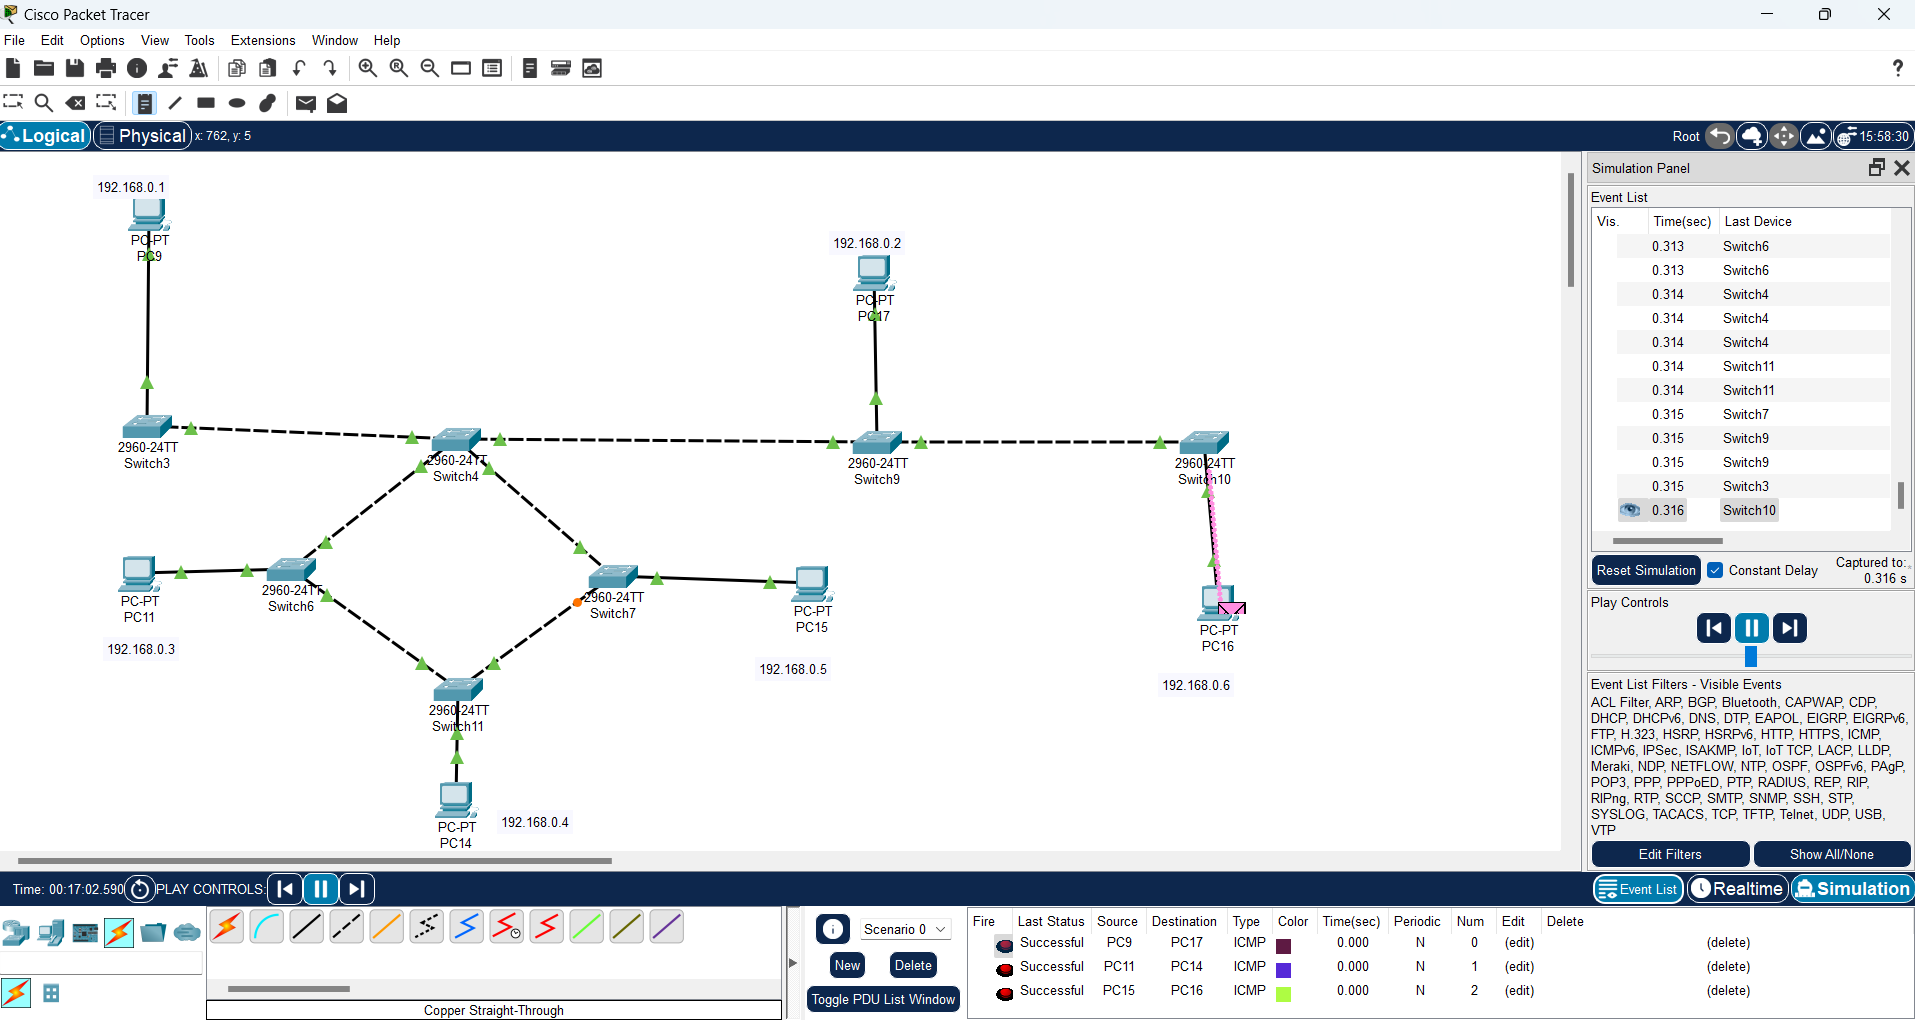 Cisco Packet Tracer
File Edit Options View Tools Extensions Window Help
?
Logical Physical x: 762, y: 5 Root 15:58:30
192.168.0.1
PC-PT
PC9
192.168.0.2
PC-PT
PC17
2960-24TT
Switch3
2960-24TT
Switch4
2960-24TT
Switch9
2960-24TT
Switch10
PC-PT
PC11
192.168.0.3
2960-24TT
Switch6
2960-24TT
Switch7
PC-PT
PC15
192.168.0.5
PC-PT
PC16
192.168.0.6
2960-24TT
Switch11
PC-PT
PC14
192.168.0.4
Simulation Panel
Event List
Vis. Time(sec) Last Device
0.313 Switch6
0.313 Switch6
0.314 Switch4
0.314 Switch4
0.314 Switch4
0.314 Switch11
0.314 Switch11
0.315 Switch7
0.315 Switch9
0.315 Switch9
0.315 Switch3
0.316 Switch10
Reset Simulation Constant Delay Captured to:*
0.316 s
Play Controls
Event List Filters - Visible Events
ACL Filter, ARP, BGP, Bluetooth, CAPWAP, CDP,
DHCP, DHCPv6, DNS, DTP, EAPOL, EIGRP, EIGRPv6,
FTP, H.323, HSRP, HSRPv6, HTTP, HTTPS, ICMP,
ICMPv6, IPSec, ISAKMP, IoT, IoT TCP, LACP, LLDP,
Meraki, NDP, NETFLOW, NTP, OSPF, OSPFv6, PAgP,
POP3, PPP, PPPoED, PTP, RADIUS, REP, RIP,
RIPng, RTP, SCCP, SMTP, SNMP, SSH, STP,
SYSLOG, TACACS, TCP, TFTP, Telnet, UDP, USB,
VTP
Edit Filters Show All/None
Time: 00:17:02.590 PLAY CONTROLS: Event List Realtime Simulation
Copper Straight-Through
Scenario 0
New Delete
Toggle PDU List Window
Fire Last Status Source Destination Type Color Time(sec) Periodic Num Edit Delete
Successful PC9 PC17 ICMP 0.000 N 0 (edit) (delete)
Successful PC11 PC14 ICMP 0.000 N 1 (edit) (delete)
Successful PC15 PC16 ICMP 0.000 N 2 (edit) (delete)